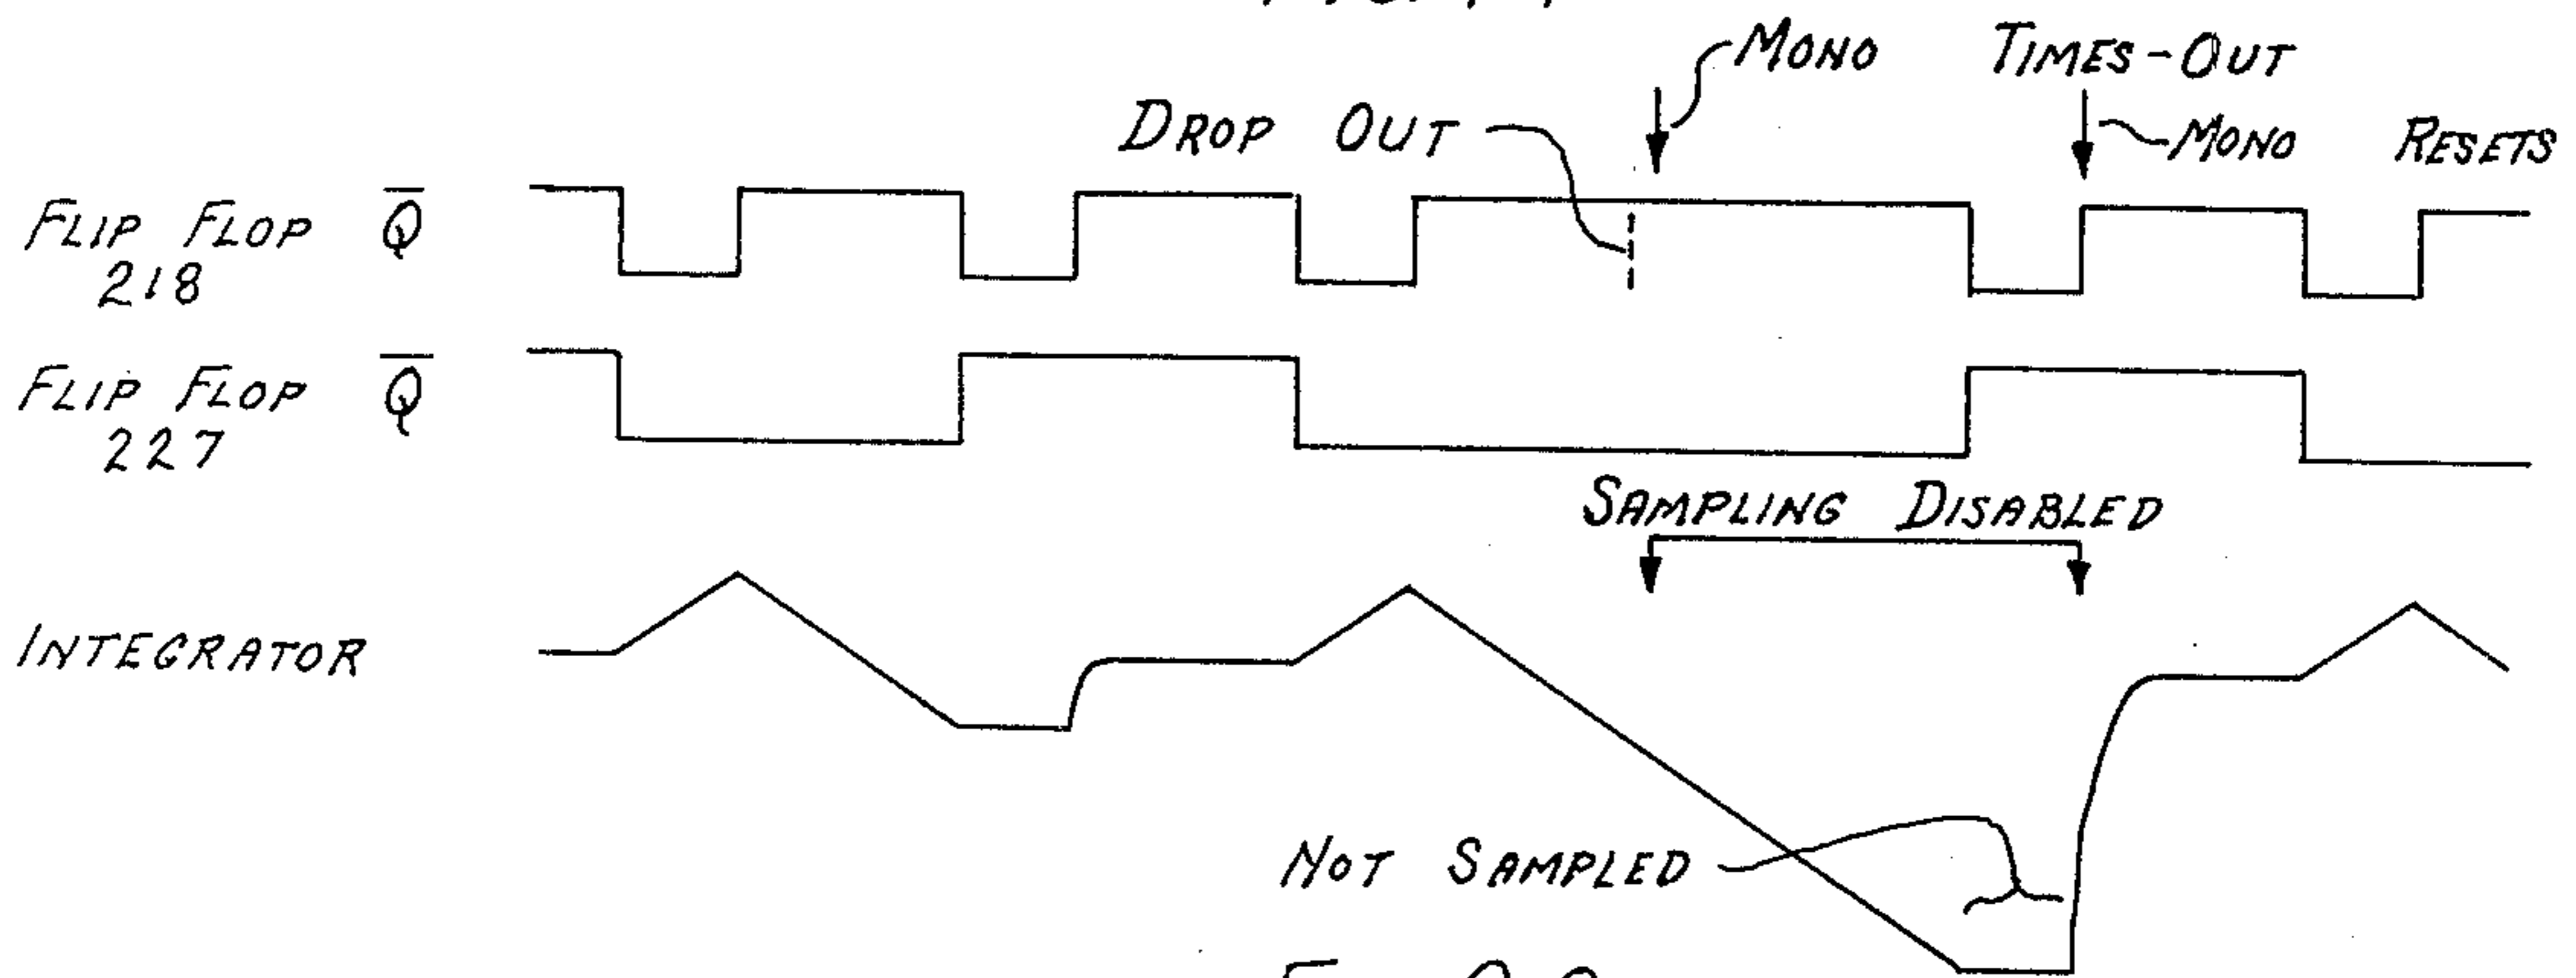 MONO TIMES-OUT
DROP OUT
MONO RESETS
FLIP FLOP Q̅
218
FLIP FLOP Q̅
227
SAMPLING DISABLED
INTEGRATOR
NOT SAMPLED